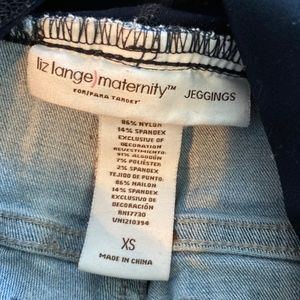 liz lange)maternity™
FOR/PARA TARGET®
JEGGINGS
86% NYLON
14% SPANDEX
EXCLUSIVE OF
DECORATION
REVESTIMIENTO:
91% ALGODÓN
7% POLIÉSTER
2% SPANDEX
TEJIDO DE PUNTO:
86% NAILON
14% SPANDEX
EXCLUSIVO DE
DECORACIÓN
RN17730
UN1210394
XS
MADE IN CHINA